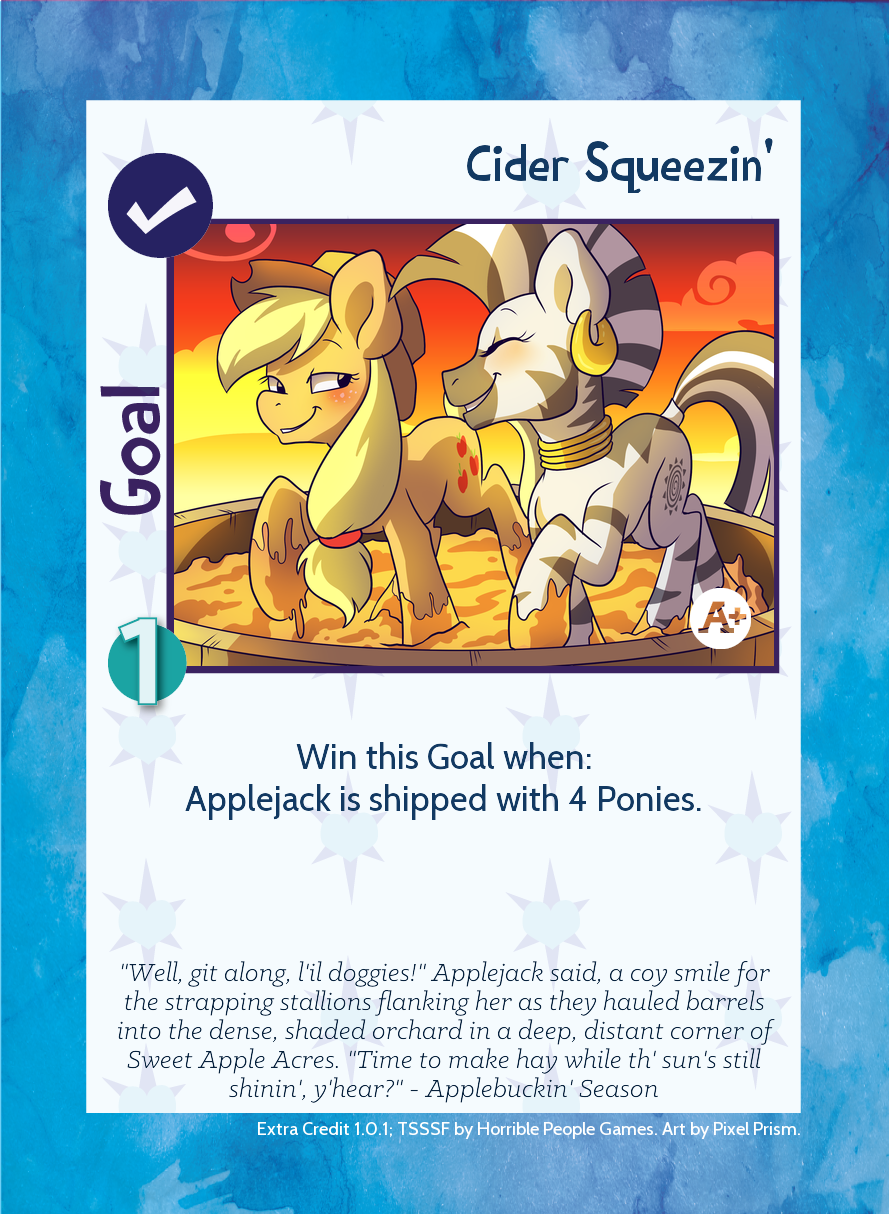 Cider Squeezin'
Goal
A+
1
Win this Goal when:
Applejack is shipped with 4 Ponies.
"Well, git along, l'il doggies!" Applejack said, a coy smile for
the strapping stallions flanking her as they hauled barrels
into the dense, shaded orchard in a deep, distant corner of
Sweet Apple Acres. "Time to make hay while th' sun's still
shinin', y'hear?" - Applebuckin' Season
Extra Credit 1.0.1; TSSSF by Horrible People Games. Art by Pixel Prism.